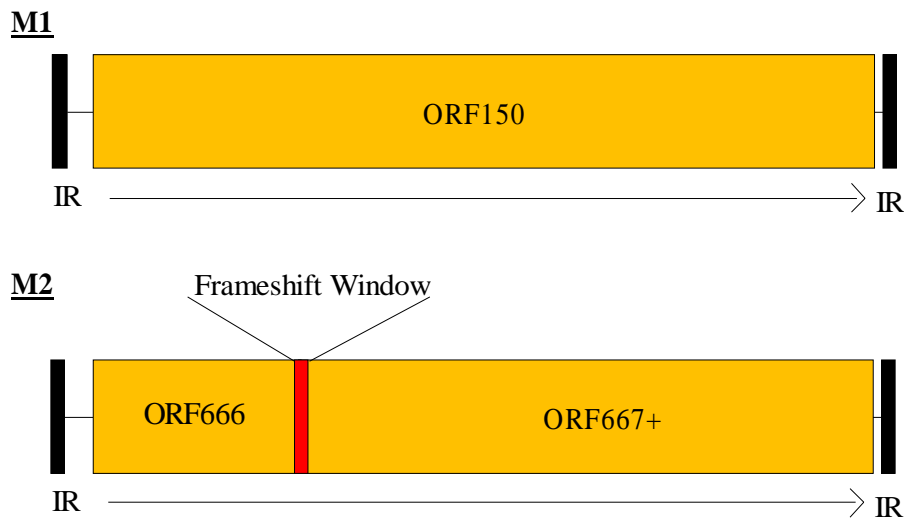 M1
ORF150
IR
IR
M2
Frameshift Window
ORF666
ORF667+
IR
IR